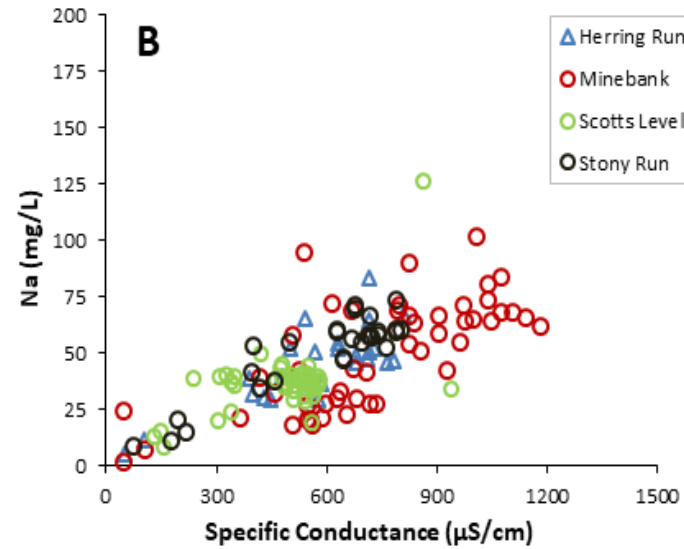 B
200
175
150
125
100
75
50
25
0
Na (mg/L)
0 300 600 900 1200 1500
Specific Conductance (µS/cm)
Herring Run
Minebank
Scotts Level
Stony Run